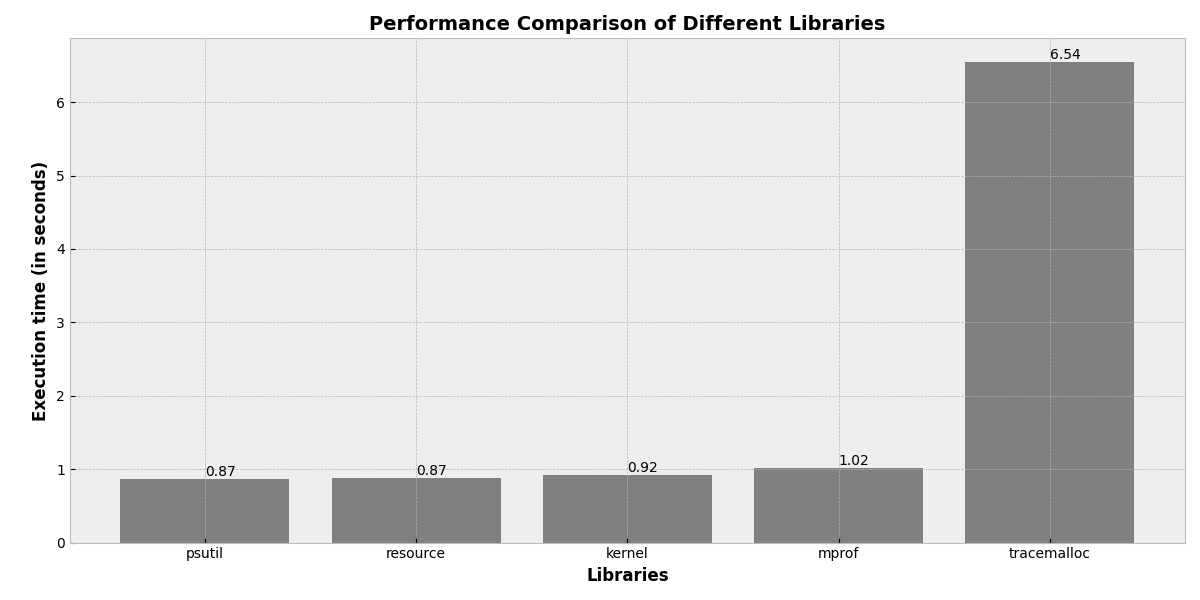 Performance Comparison of Different Libraries
Execution time (in seconds)
6
5
4
3
2
1
0
0.87
0.87
0.92
1.02
6.54
psutil
resource
kernel
mprof
tracemalloc
Libraries